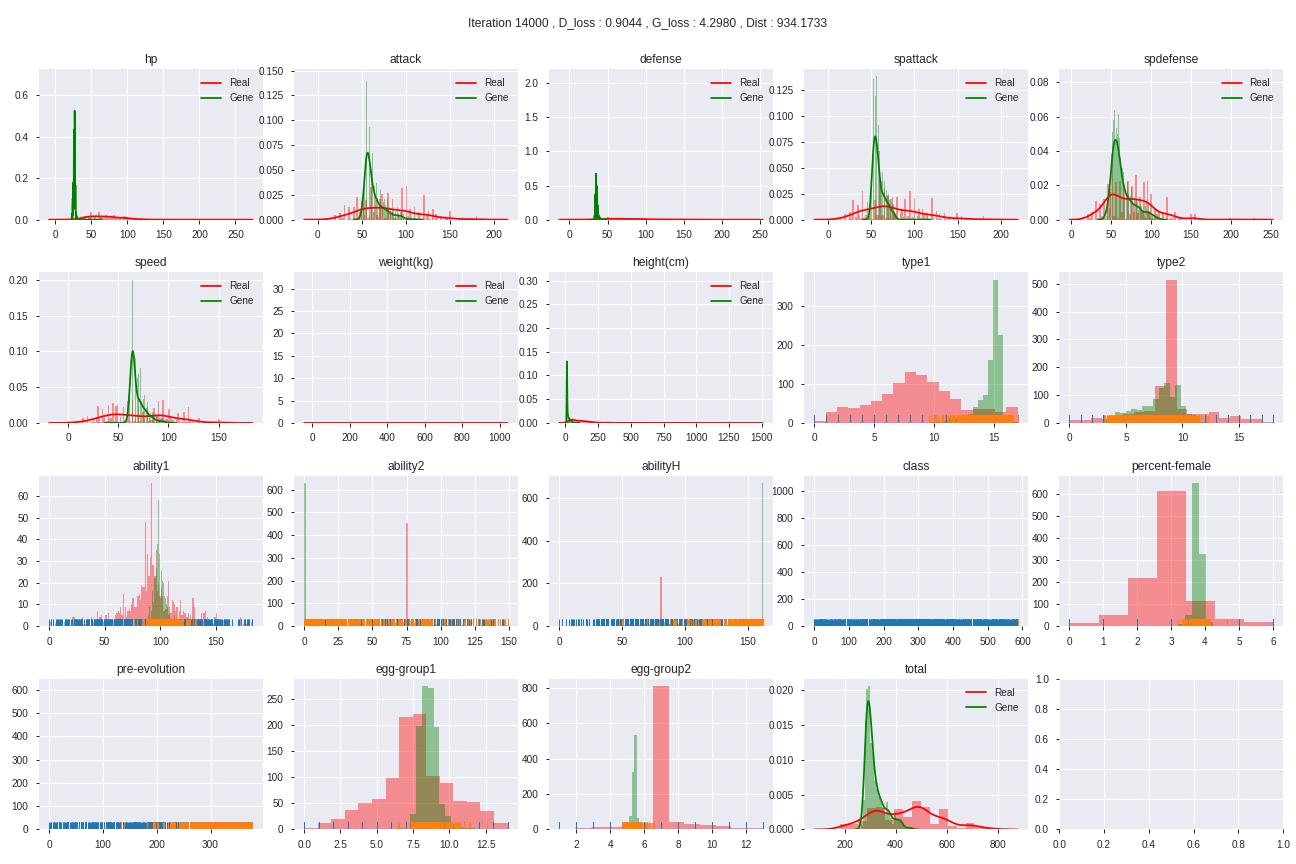 Iteration 14000 , D_loss : 0.9044 , G_loss : 4.2980 , Dist : 934.1733
hp
0.6
0.4
0.2
0.0
0 50 100 150 200 250
Real
Gene
attack
0.150
0.125
0.100
0.075
0.050
0.025
0.000
0 50 100 150 200
Real
Gene
defense
2.0
1.5
1.0
0.5
0.0
0 50 100 150 200 250
Real
Gene
spattack
0.125
0.100
0.075
0.050
0.025
0.000
0 50 100 150 200
Real
Gene
spdefense
0.08
0.06
0.04
0.02
0.00
0 50 100 150 200 250
Real
Gene
speed
0.20
0.15
0.10
0.05
0.00
0 50 100 150
Real
Gene
weight(kg)
30
25
20
15
10
5
0
0 200 400 600 800 1000
Real
Gene
height(cm)
0.30
0.25
0.20
0.15
0.10
0.05
0.00
0 250 500 750 1000 1250 1500
Real
Gene
type1
300
200
100
0
0 5 10 15
type2
500
400
300
200
100
0
0 5 10 15
ability1
60
50
40
30
20
10
0
0 50 100 150
ability2
600
500
400
300
200
100
0
0 25 50 75 100 125 150
abilityH
600
400
200
0
0 50 100 150
class
1000
800
600
400
200
0
0 100 200 300 400 500 600
percent-female
600
500
400
300
200
100
0
0 1 2 3 4 5 6
pre-evolution
600
500
400
300
200
100
0
0 100 200 300
egg-group1
250
200
150
100
50
0
0.0 2.5 5.0 7.5 10.0 12.5
egg-group2
800
600
400
200
0
2 4 6 8 10 12
total
0.020
0.015
0.010
0.005
0.000
200 400 600 800
Real
Gene
1.0
0.8
0.6
0.4
0.2
0.0
0.0 0.2 0.4 0.6 0.8 1.0